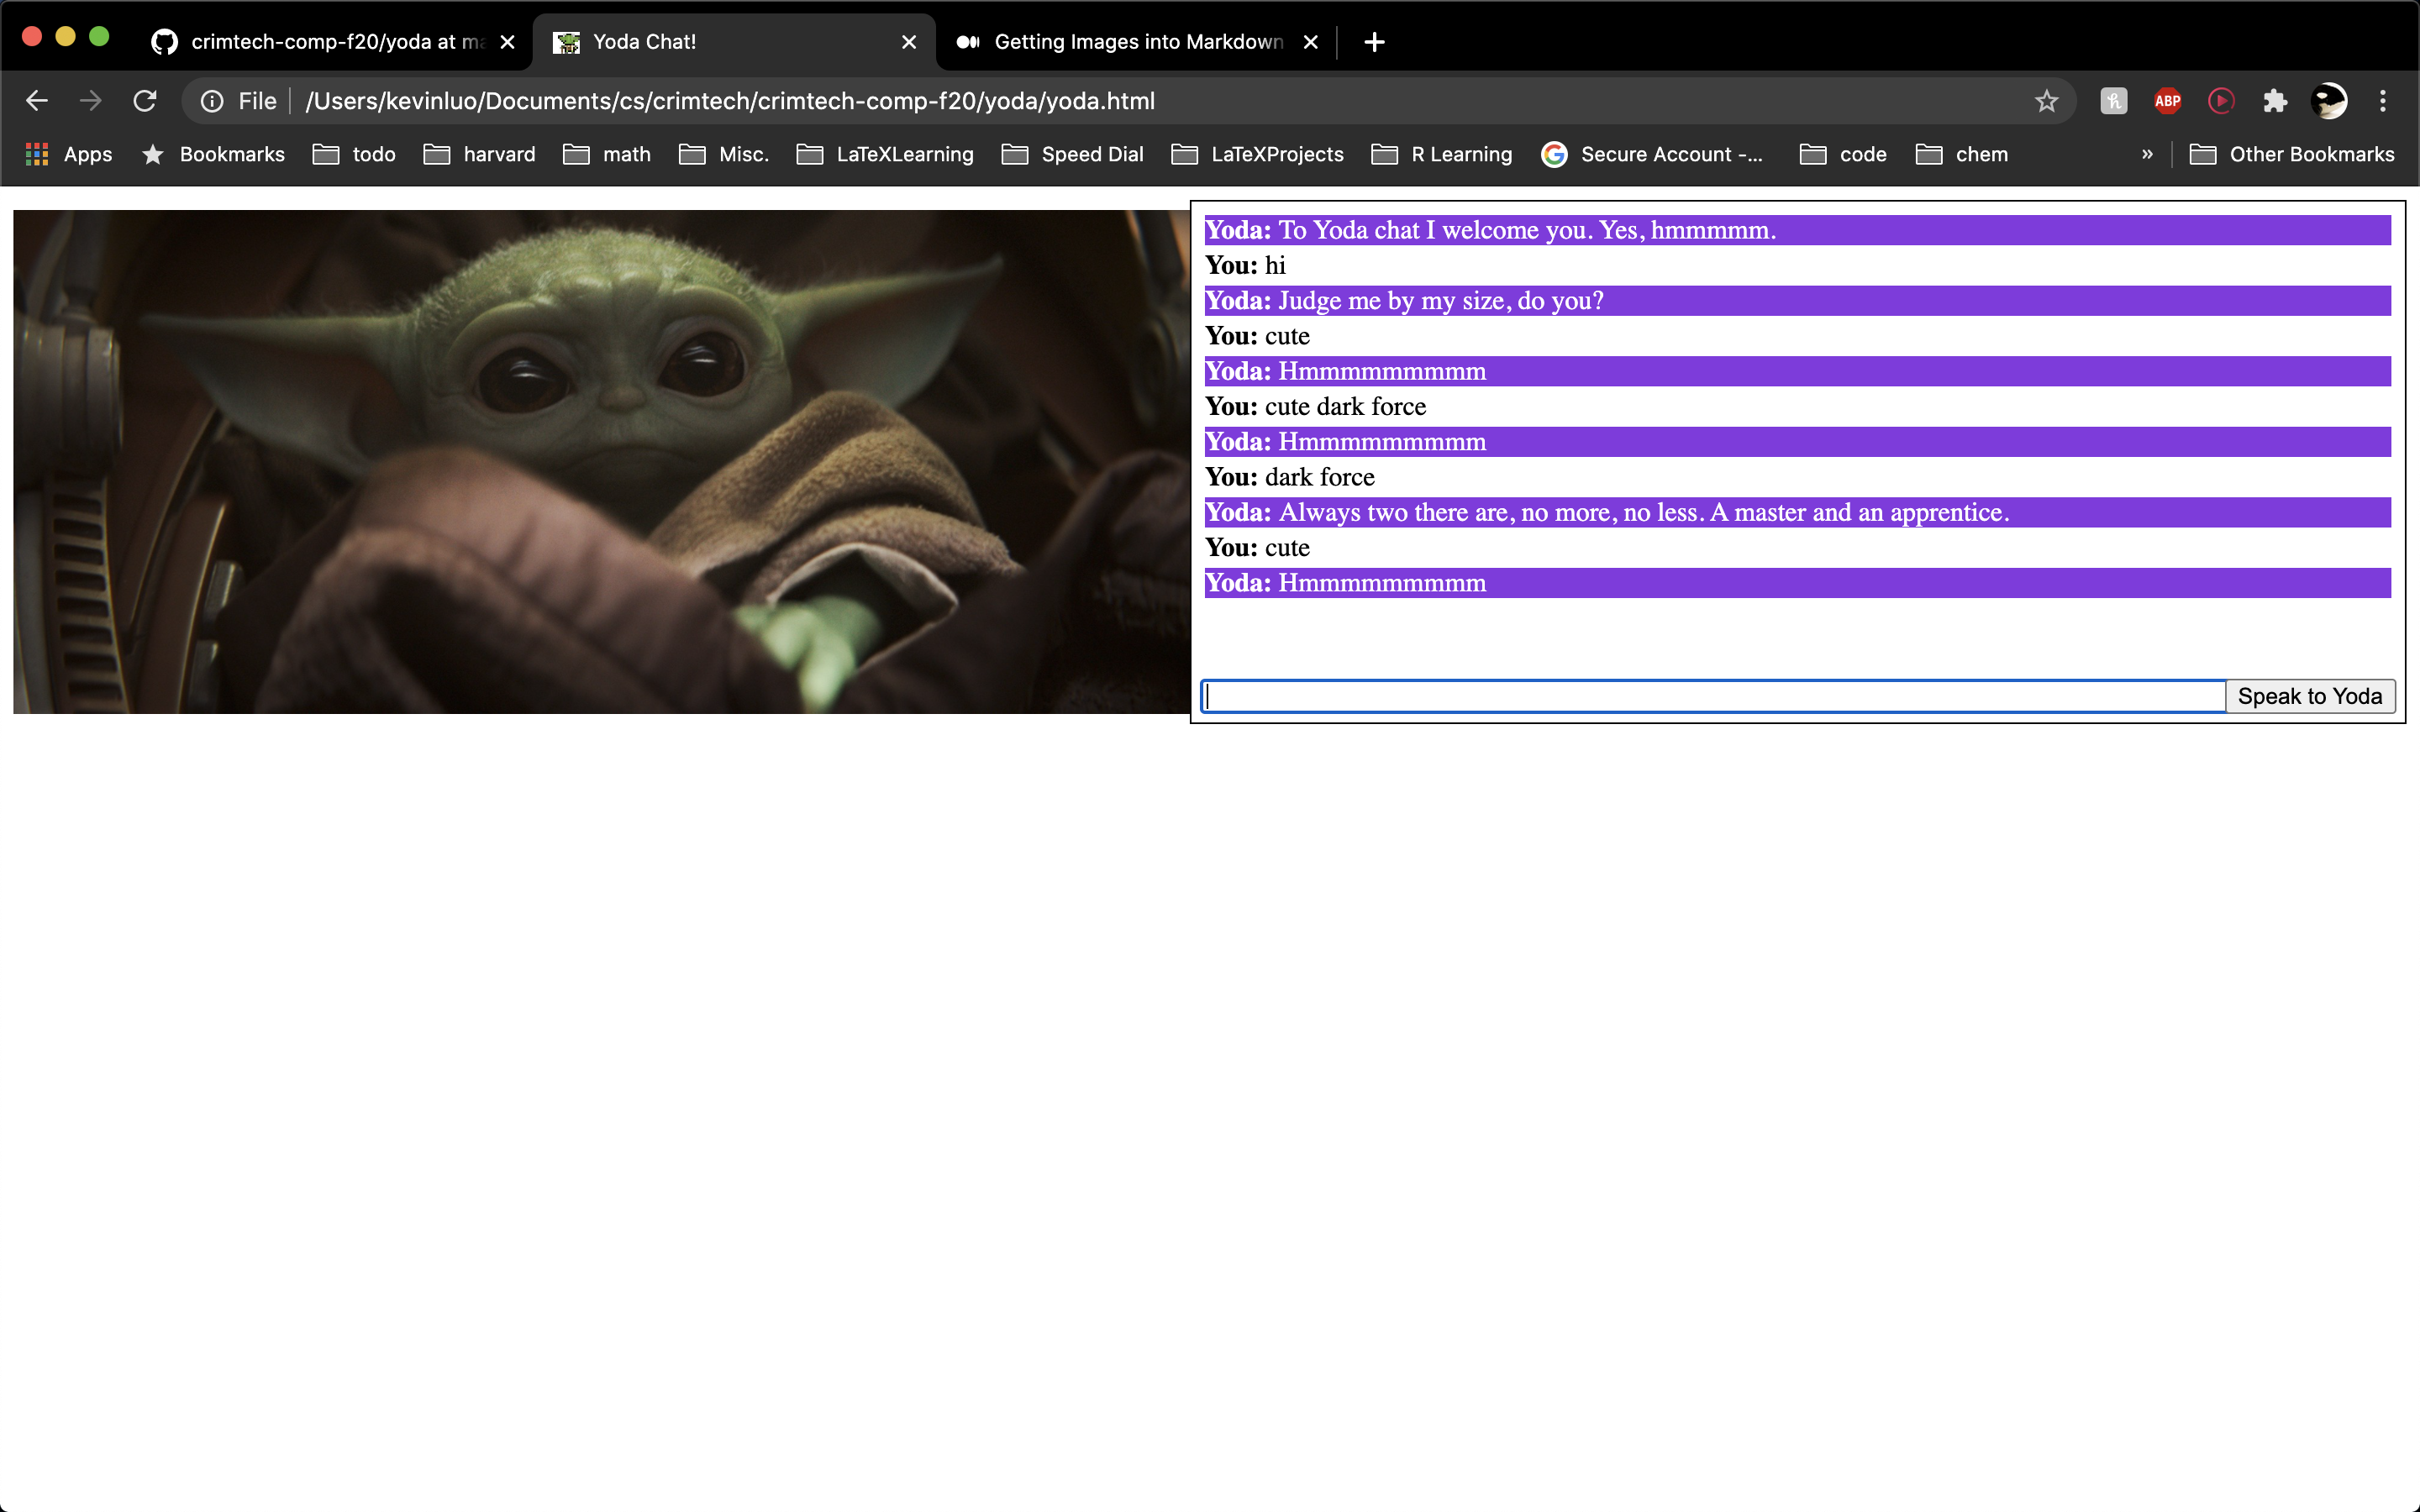 crimtech-comp-f20/yoda at ma
Yoda Chat!
Getting Images into Markdown
File /Users/kevinluo/Documents/cs/crimtech/crimtech-comp-f20/yoda/yoda.html
ABP
Apps Bookmarks todo harvard math Misc. LaTeXLearning Speed Dial LaTeXProjects R Learning Secure Account -... code chem » Other Bookmarks
Yoda: To Yoda chat I welcome you. Yes, hmmmmm.
You: hi
Yoda: Judge me by my size, do you?
You: cute
Yoda: Hmmmmmmmmmm
You: cute dark force
Yoda: Hmmmmmmmmmm
You: dark force
Yoda: Always two there are, no more, no less. A master and an apprentice.
You: cute
Yoda: Hmmmmmmmmmm
Speak to Yoda